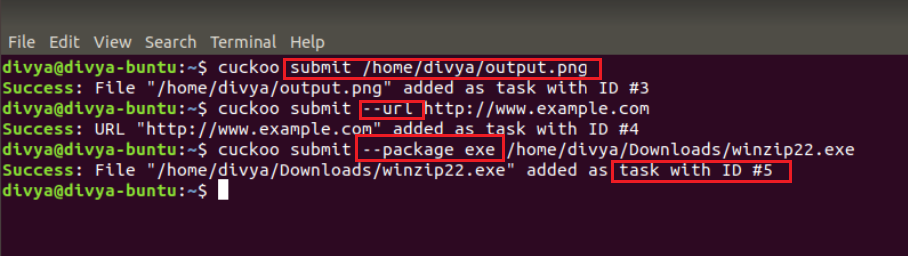 File Edit View Search Terminal Help
divya@divya-buntu:~$ cuckoo submit /home/divya/output.png
Success: File "/home/divya/output.png" added as task with ID #3
divya@divya-buntu:~$ cuckoo submit --url http://www.example.com
Success: URL "http://www.example.com" added as task with ID #4
divya@divya-buntu:~$ cuckoo submit --package exe /home/divya/Downloads/winzip22.exe
Success: File "/home/divya/Downloads/winzip22.exe" added as task with ID #5
divya@divya-buntu:~$